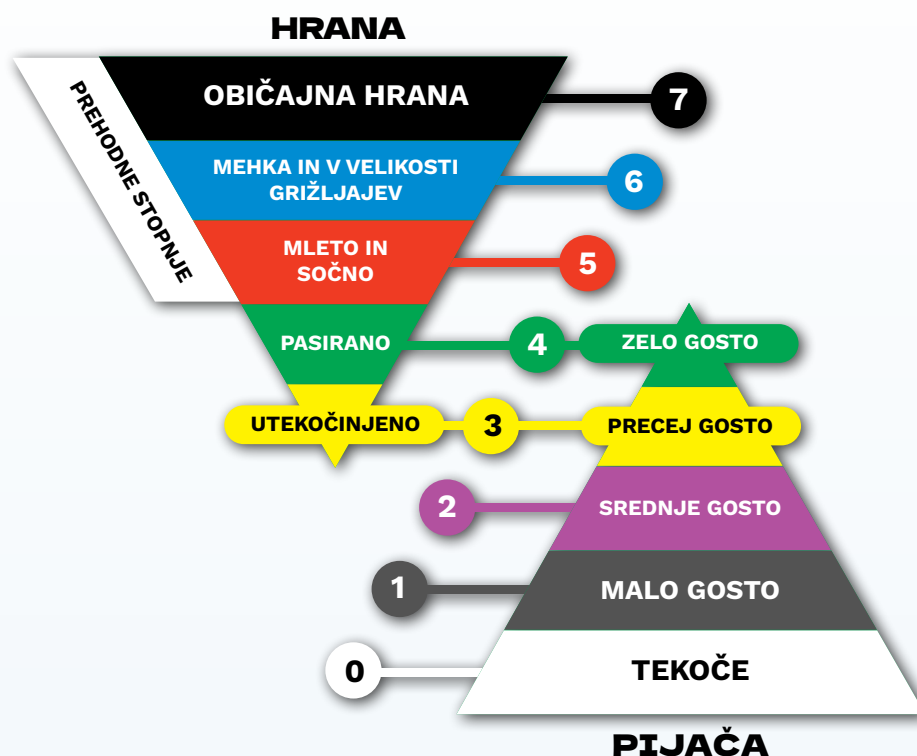 HRANA
PREHODNE STOPNJE
OBIČAJNA HRANA
7
MEHKA IN V VELIKOSTI
GRIŽLJAJEV
6
MLETO IN
SOČNO
5
PASIRANO
4
ZELO GOSTO
UTEKOČINJENO
3
PRECEJ GOSTO
2
SREDNJE GOSTO
1
MALO GOSTO
0
TEKOČE
PIJAČA